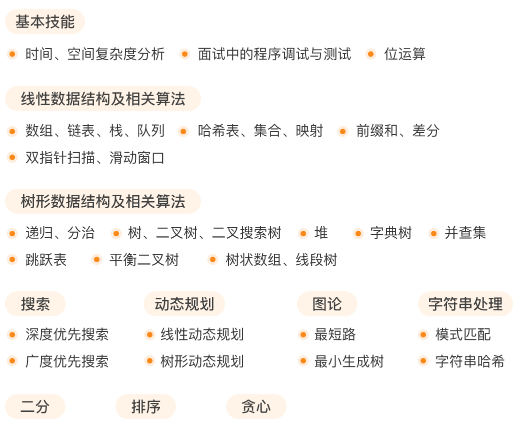 基本技能
时间、空间复杂度分析 面试中的程序调试与测试 位运算
线性数据结构及相关算法
数组、链表、栈、队列 哈希表、集合、映射 前缀和、差分
双指针扫描、滑动窗口
树形数据结构及相关算法
递归、分治 树、二叉树、二叉搜索树 堆 字典树 并查集
跳跃表 平衡二叉树 树状数组、线段树
搜索 动态规划 图论 字符串处理
深度优先搜索 线性动态规划 最短路 模式匹配
广度优先搜索 树形动态规划 最小生成树 字符串哈希
二分 排序 贪心